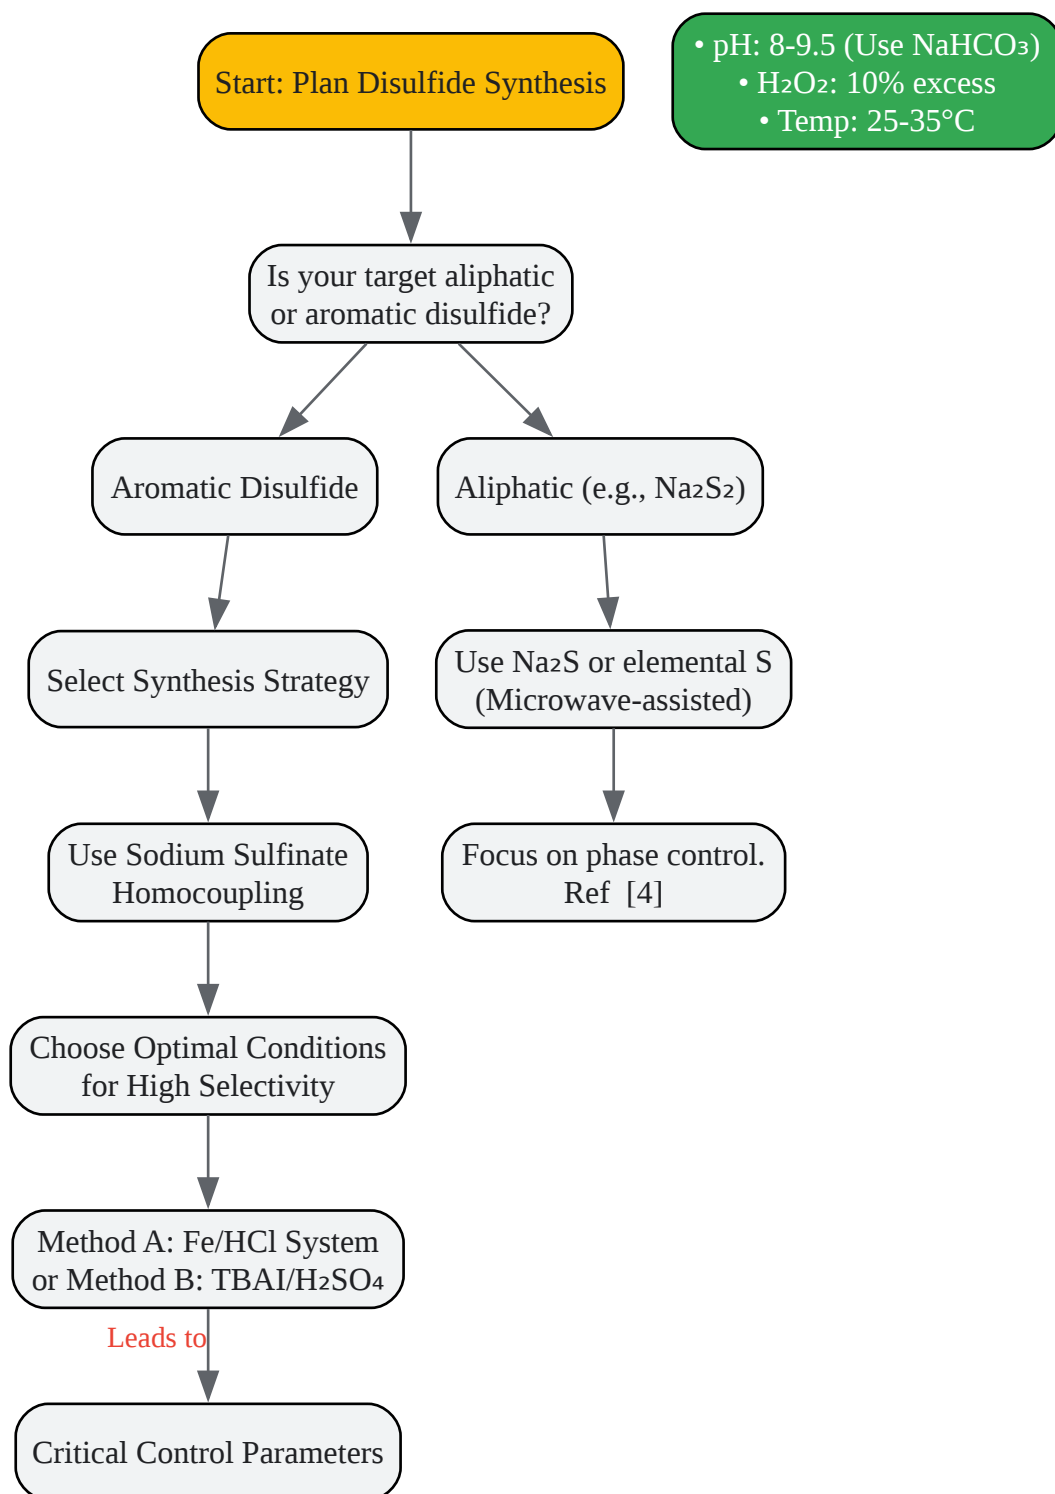 Start: Plan Disulfide Synthesis
• pH: 8-9.5 (Use NaHCO₃)
• H₂O₂: 10% excess
• Temp: 25-35°C
Is your target aliphatic
or aromatic disulfide?
Aromatic Disulfide
Aliphatic (e.g., Na₂S₂)
Select Synthesis Strategy
Use Na₂S or elemental S
(Microwave-assisted)
Use Sodium Sulfinate
Homocoupling
Focus on phase control.
Ref  [4]
Choose Optimal Conditions
for High Selectivity
Method A: Fe/HCl System
or Method B: TBAI/H₂SO₄
Leads to
Critical Control Parameters